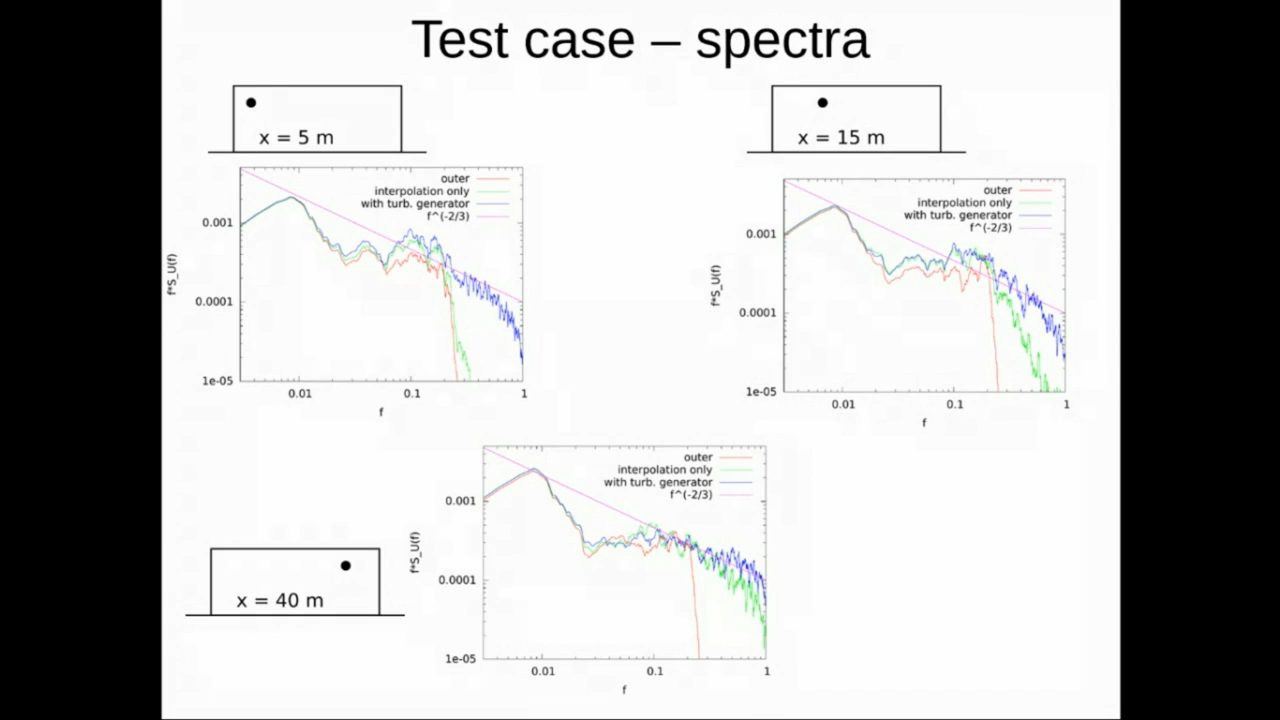 Test case – spectra
x = 5 m
outer
interpolation only
with turb. generator
f^(-2/3)
0.001
0.0001
1e-05
0.01
0.1
1
f
f*S_U(f)
x = 15 m
outer
interpolation only
with turb. generator
f^(-2/3)
0.001
0.0001
1e-05
0.01
0.1
1
f
f*S_U(f)
x = 40 m
outer
interpolation only
with turb. generator
f^(-2/3)
0.001
0.0001
1e-05
0.01
0.1
1
f
f*S_U(f)